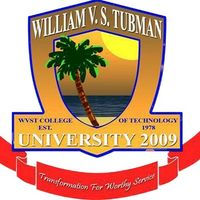 WILLIAM V. S. TUBMAN
WVST COLLEGE OF TECHNOLOGY
EST. 1978
UNIVERSITY 2009
Transformation For Worthy Service